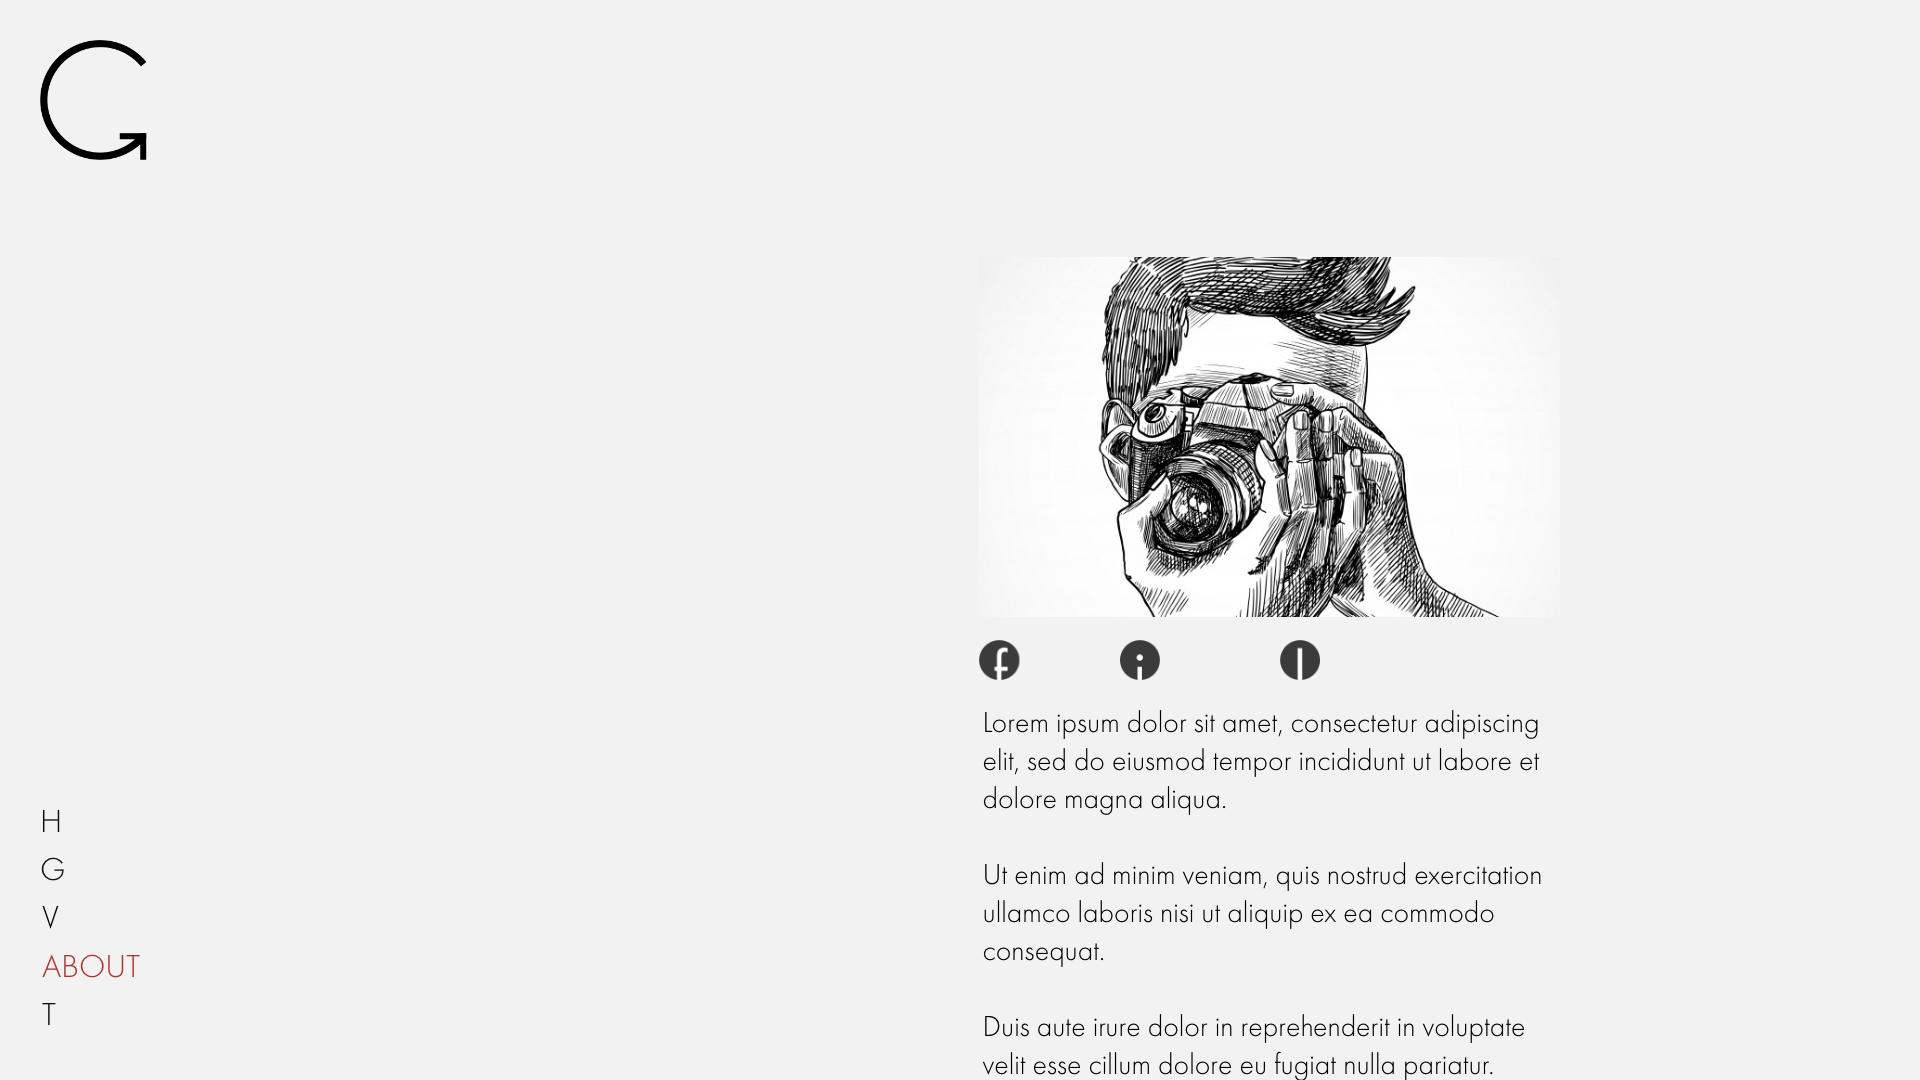 G
H
G
V
ABOUT
T
f
i
l
Lorem ipsum dolor sit amet, consectetur adipiscing
elit, sed do eiusmod tempor incididunt ut labore et
dolore magna aliqua.
Ut enim ad minim veniam, quis nostrud exercitation
ullamco laboris nisi ut aliquip ex ea commodo
consequat.
Duis aute irure dolor in reprehenderit in voluptate
velit esse cillum dolore eu fugiat nulla pariatur.